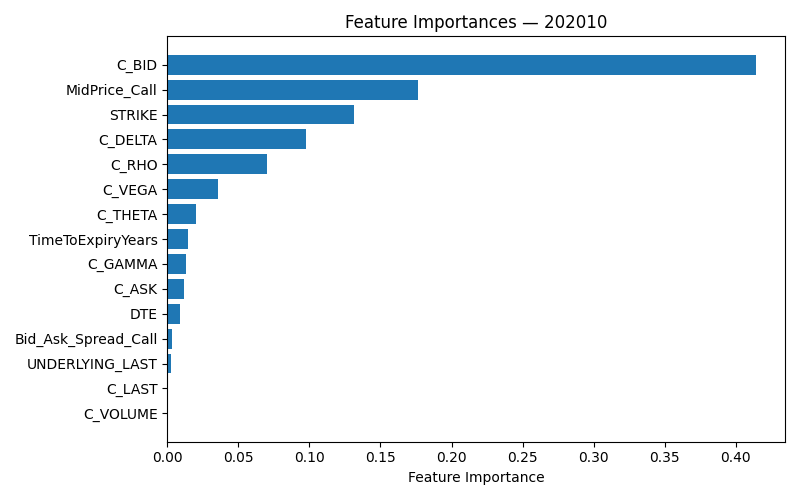 Feature Importances — 202010
C_BID
MidPrice_Call
STRIKE
C_DELTA
C_RHO
C_VEGA
C_THETA
TimeToExpiryYears
C_GAMMA
C_ASK
DTE
Bid_Ask_Spread_Call
UNDERLYING_LAST
C_LAST
C_VOLUME
0.00 0.05 0.10 0.15 0.20 0.25 0.30 0.35 0.40
Feature Importance